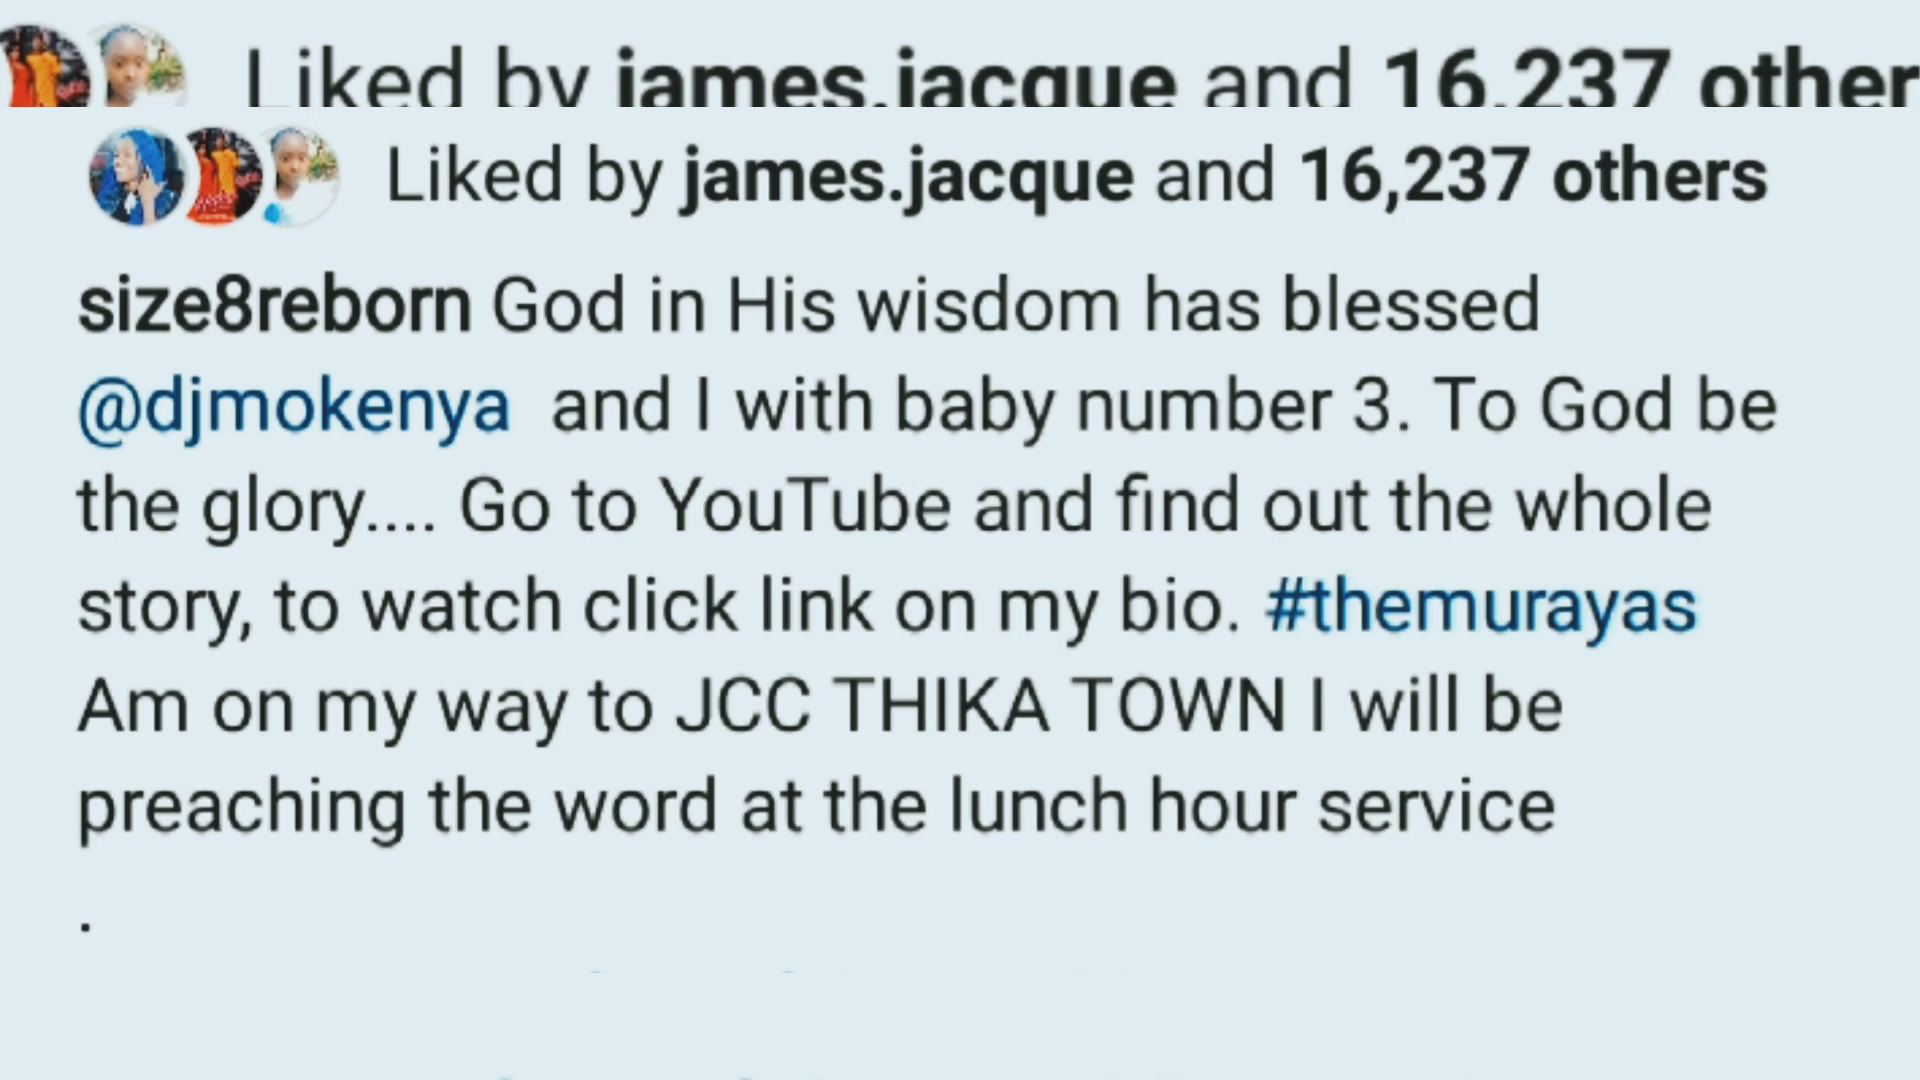 Liked by james.jacque and 16,237 other
Liked by james.jacque and 16,237 others
size8reborn God in His wisdom has blessed
@djmokenya and I with baby number 3. To God be
the glory.... Go to YouTube and find out the whole
story, to watch click link on my bio. #themurayas
Am on my way to JCC THIKA TOWN I will be
preaching the word at the lunch hour service
.